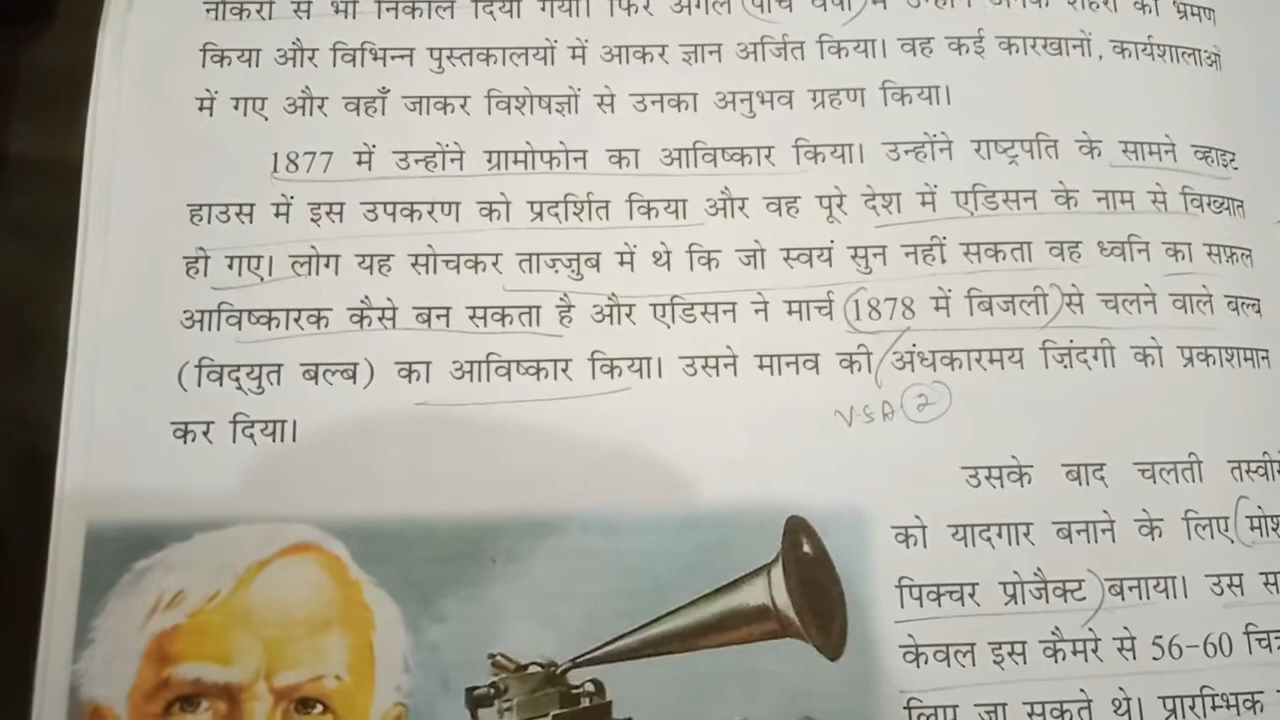 नौकरी से भी निकाल दिया गया। फिर अगले (पाँच वर्षों) में उन्होंने अनेक शहरों का भ्रमण
किया और विभिन्न पुस्तकालयों में आकर ज्ञान अर्जित किया। वह कई कारखानों, कार्यशालाओं
में गए और वहाँ जाकर विशेषज्ञों से उनका अनुभव ग्रहण किया।
1877 में उन्होंने ग्रामोफोन का आविष्कार किया। उन्होंने राष्ट्रपति के सामने व्हाइट
हाउस में इस उपकरण को प्रदर्शित किया और वह पूरे देश में एडिसन के नाम से विख्यात
हो गए। लोग यह सोचकर ताज़्ज़ुब में थे कि जो स्वयं सुन नहीं सकता वह ध्वनि का सफ़ल
आविष्कारक कैसे बन सकता है और एडिसन ने मार्च (1878 में बिजली) से चलने वाले बल्ब
(विद्युत बल्ब) का आविष्कार किया। उसने मानव की अंधकारमय ज़िंदगी को प्रकाशमान
V-SA 2
कर दिया।
उसके बाद चलती
को यादगार बनाने के लिए
पिक्चर प्रोजैक्ट) बनाया। उस
केवल इस कैमरे से 56-60
लिए जा सकते थे। प्रारम्भिक